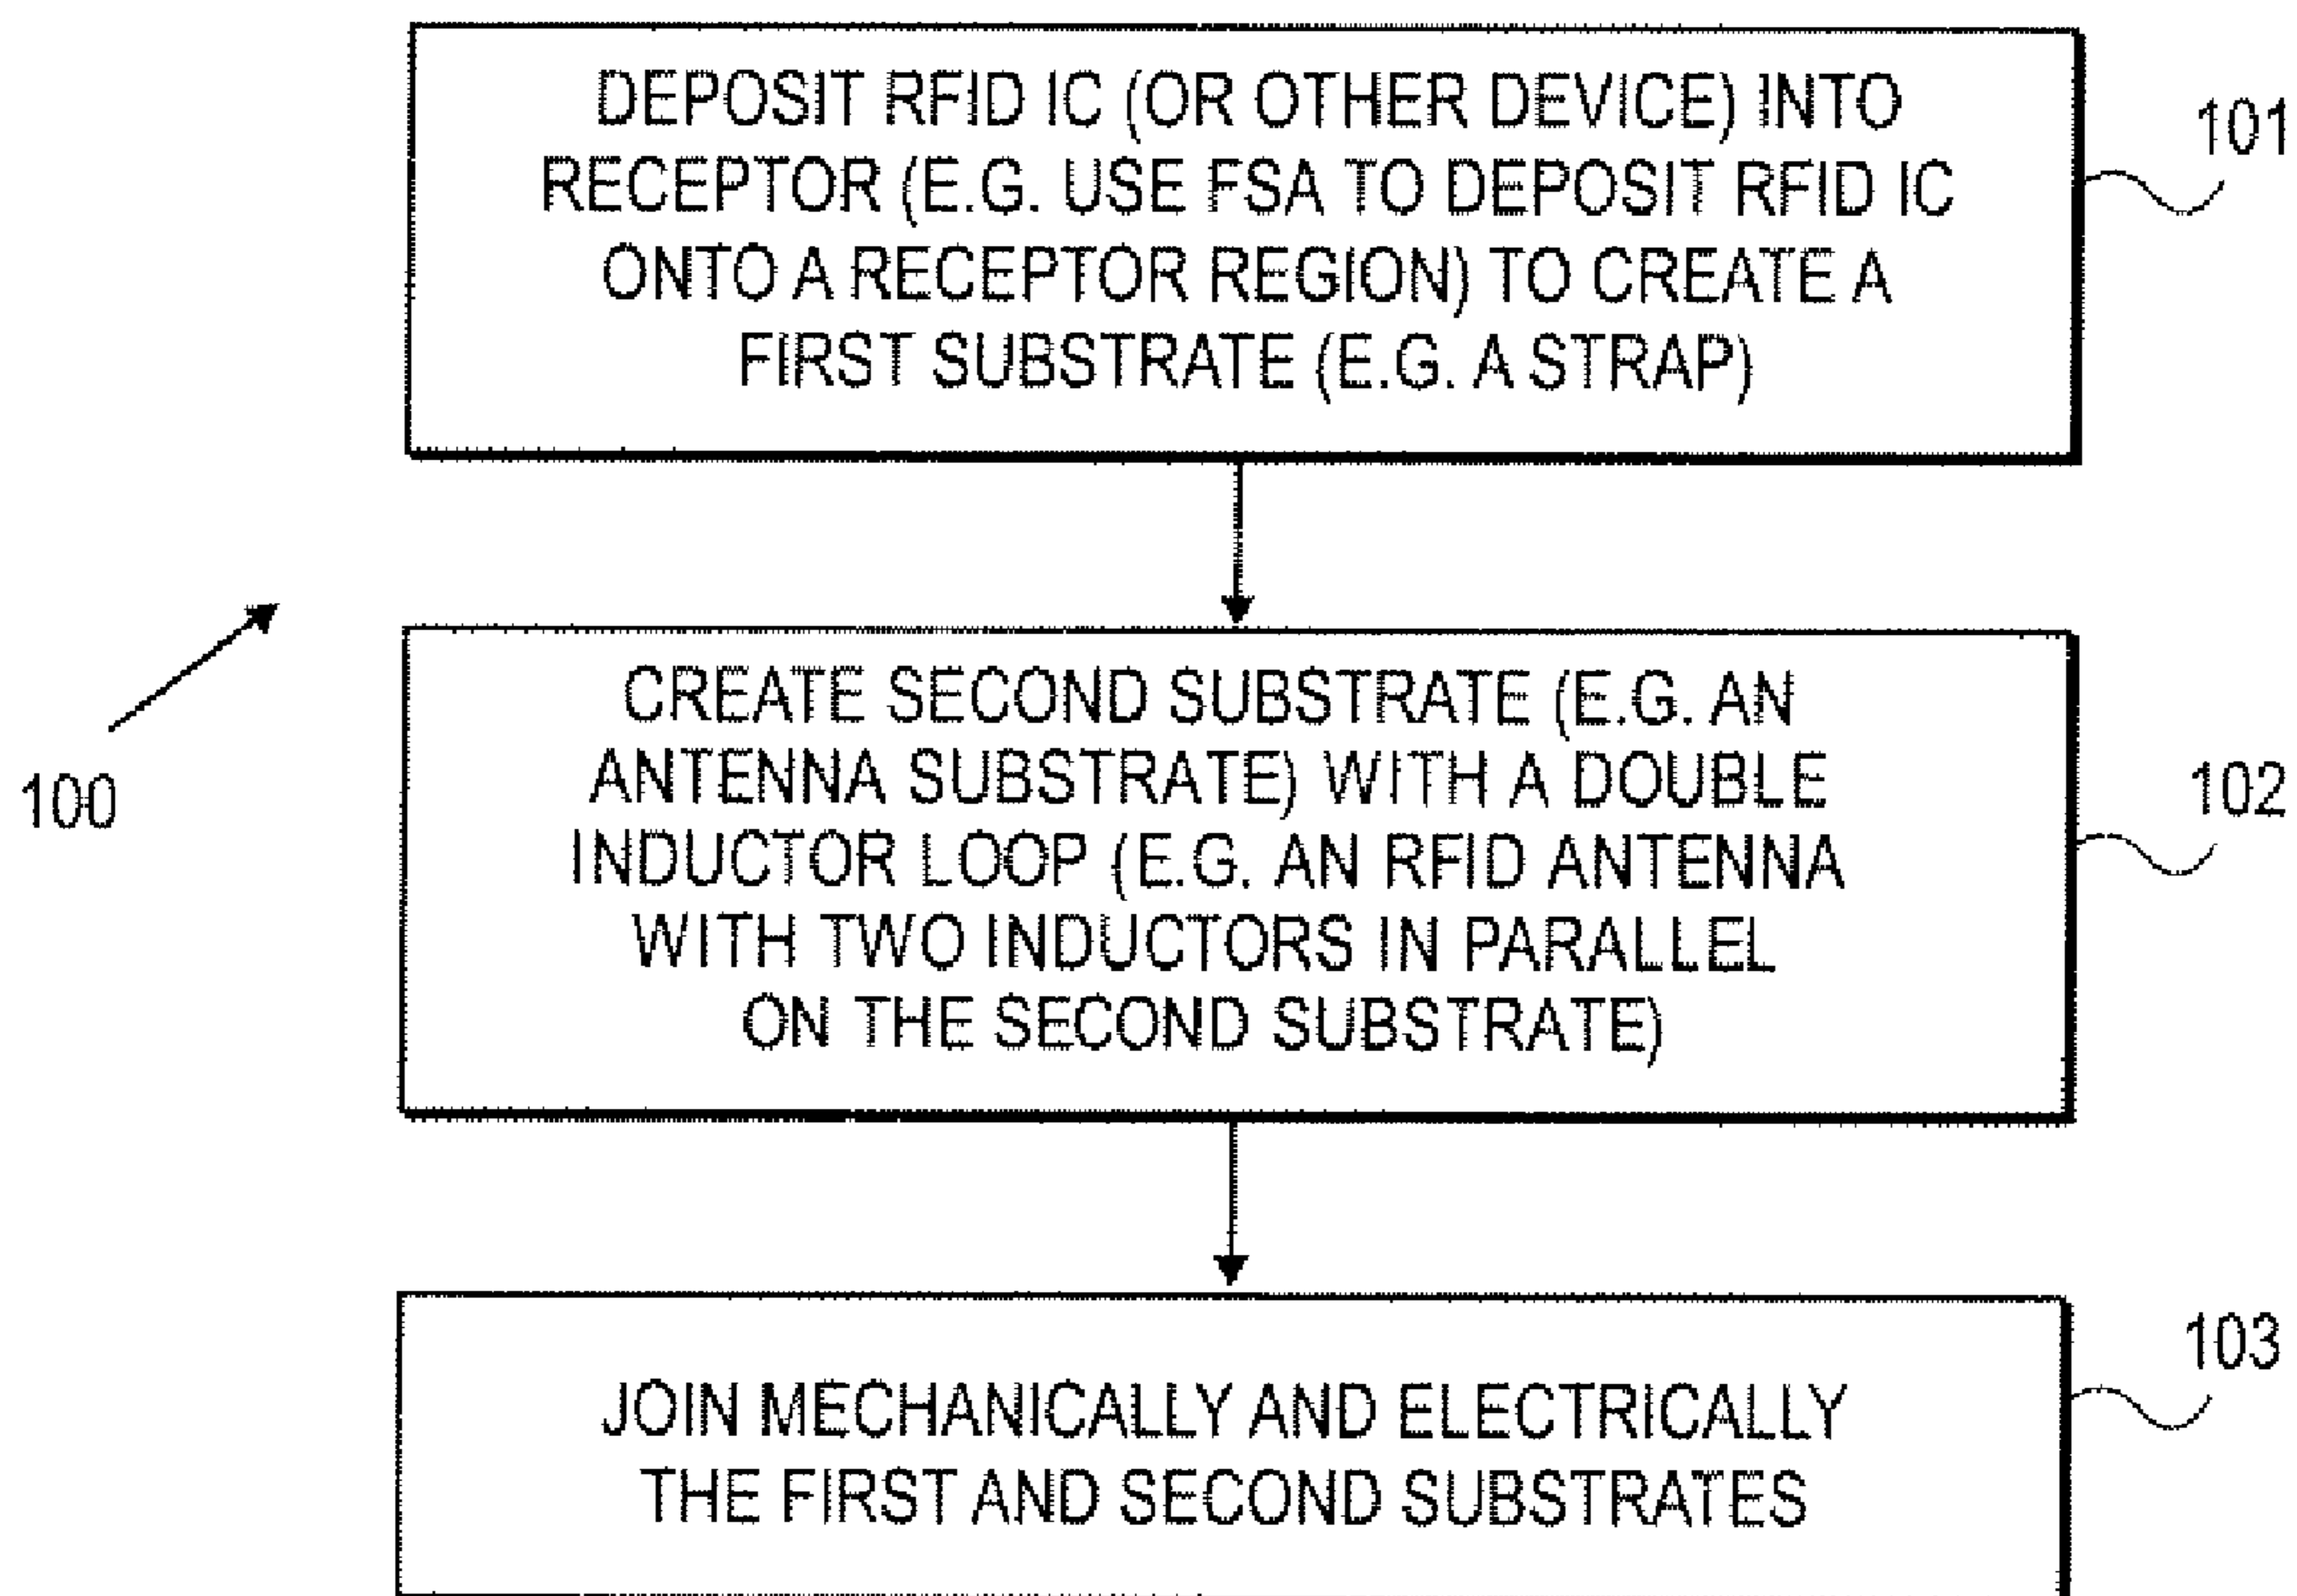 DEPOSIT RFID IC (OR OTHER DEVICE) INTO
RECEPTOR (E.G. USE FSA TO DEPOSIT RFID IC
ONTO A RECEPTOR REGION) TO CREATE A
FIRST SUBSTRATE (E.G. A STRAP)
101
100
CREATE SECOND SUBSTRATE (E.G. AN
ANTENNA SUBSTRATE) WITH A DOUBLE
INDUCTOR LOOP (E.G. AN RFID ANTENNA
WITH TWO INDUCTORS IN PARALLEL
ON THE SECOND SUBSTRATE)
102
JOIN MECHANICALLY AND ELECTRICALLY
THE FIRST AND SECOND SUBSTRATES
103